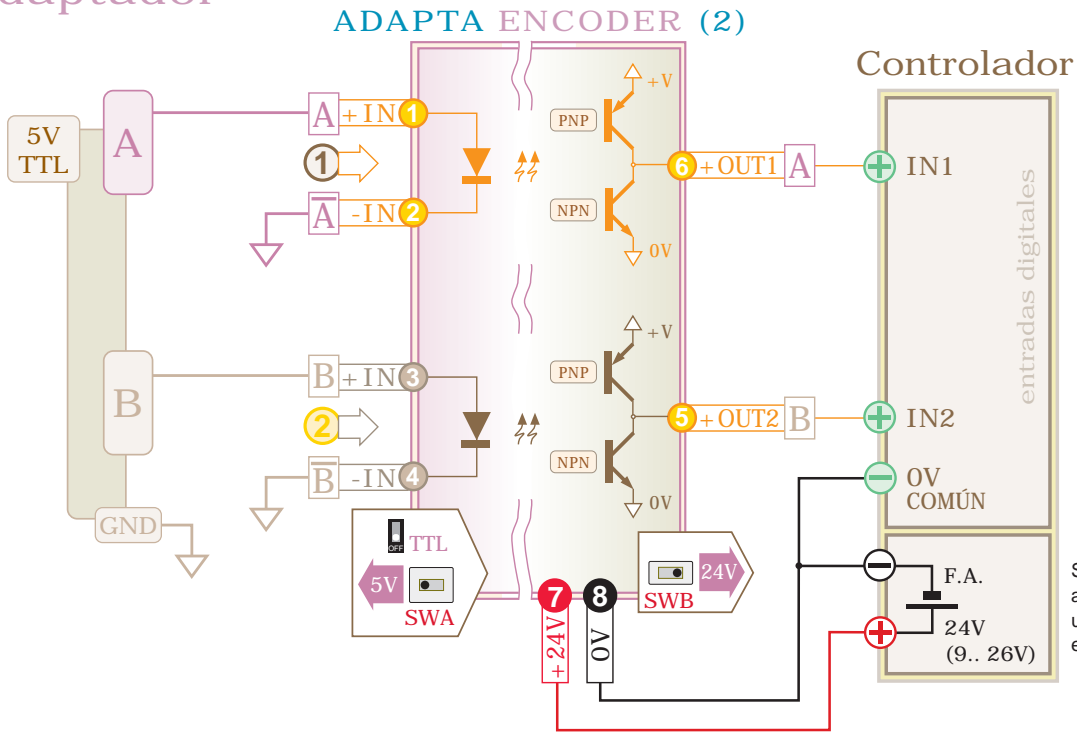 daptador
ADAPTA ENCODER (2)
Controlador
5V
TTL
A
A
+IN
1
1
A
-IN
2
PNP
+V
NPN
0V
6
+OUT1
A
IN1
entradas digitales
B
B
+IN
3
2
B
-IN
4
PNP
+V
NPN
0V
5
+OUT2
B
IN2
0V
COMÚN
GND
OFF
TTL
5V
SWA
24V
SWB
7
8
+24V
0V
F.A.
24V
(9.. 26V)
S
a
u
e